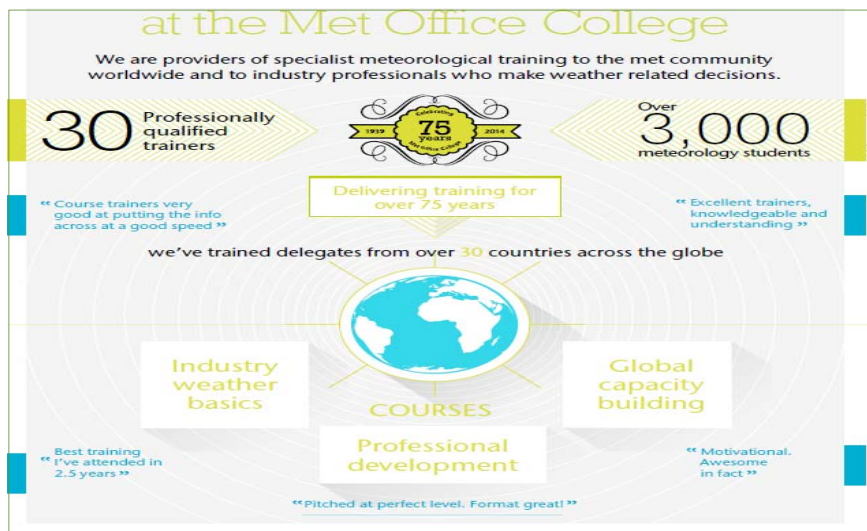 at the Met Office College
We are providers of specialist meteorological training to the met community
worldwide and to industry professionals who make weather related decisions.
30 Professionally
qualified
trainers
Celebrating
1919 75 2014
years
Met Office College
Over
3,000
meteorology students
Delivering training for
over 75 years
“Course trainers very
good at putting the info
across at a good speed”
“Excellent trainers,
knowledgeable and
understanding”
we’ve trained delegates from over 30 countries across the globe
Industry
weather
basics
Global
capacity
building
COURSES
Professional
development
“Best training
I’ve attended in
2.5 years”
“Motivational.
Awesome
in fact”
“Pitched at perfect level. Format great!”